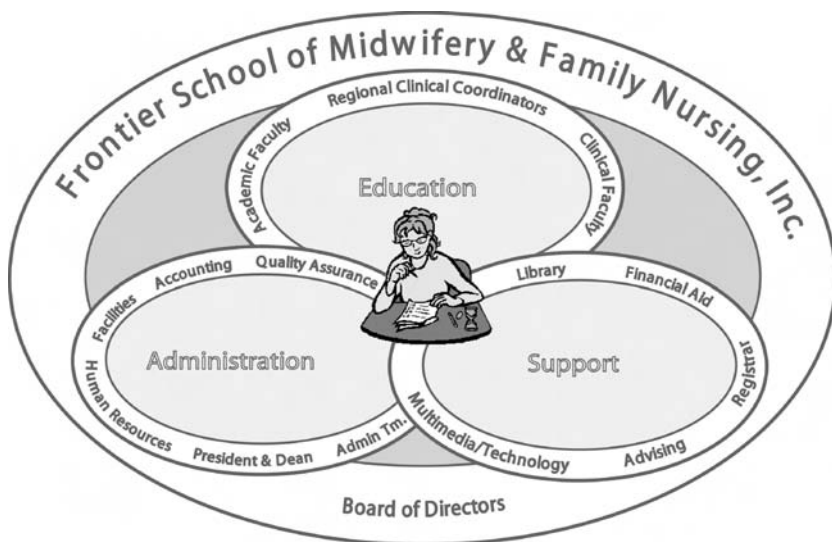 Frontier School of Midwifery & Family Nursing, Inc.
Regional Clinical Coordinators
Academic Faculty
Clinical Faculty
Education
Quality Assurance
Accounting
Facilities
Human Resources
President & Dean
Admin Tm.
Administration
Library
Financial Aid
Registrar
Advising
Multimedia/Technology
Support
Board of Directors